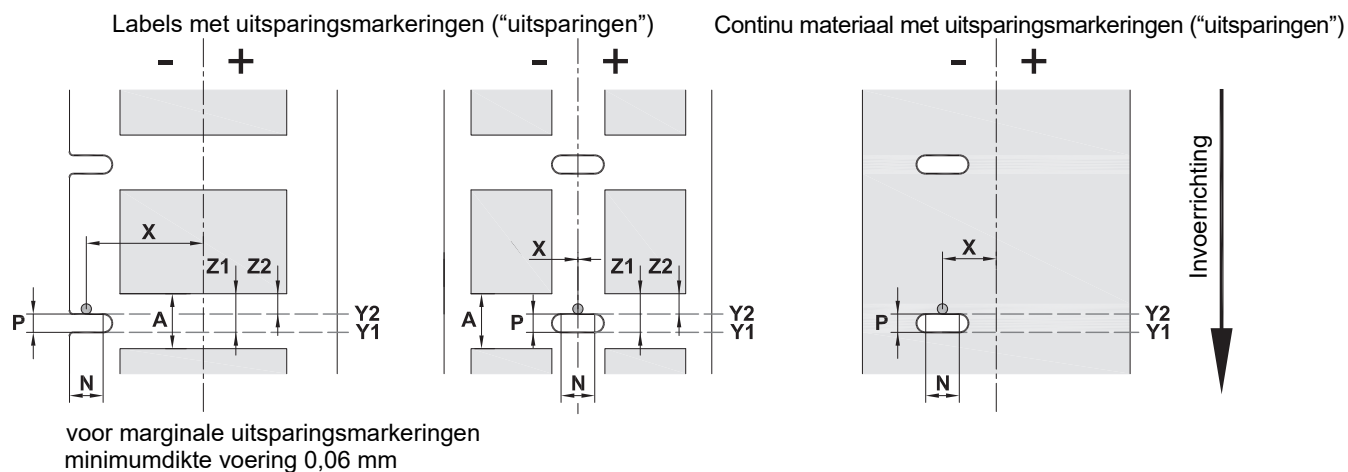 Labels met uitsparingsmarkeringen (“uitsparingen”)
Continu materiaal met uitsparingsmarkeringen (“uitsparingen”)
- +
- +
- +
X
Z1 Z2
P
A
Y2
Y1
N
X
Z1 Z2
A
P
Y2
Y1
N
X
P
Y2
Y1
N
Invoerrichting
voor marginale uitsparingsmarkeringen
minimumdikte voering 0,06 mm